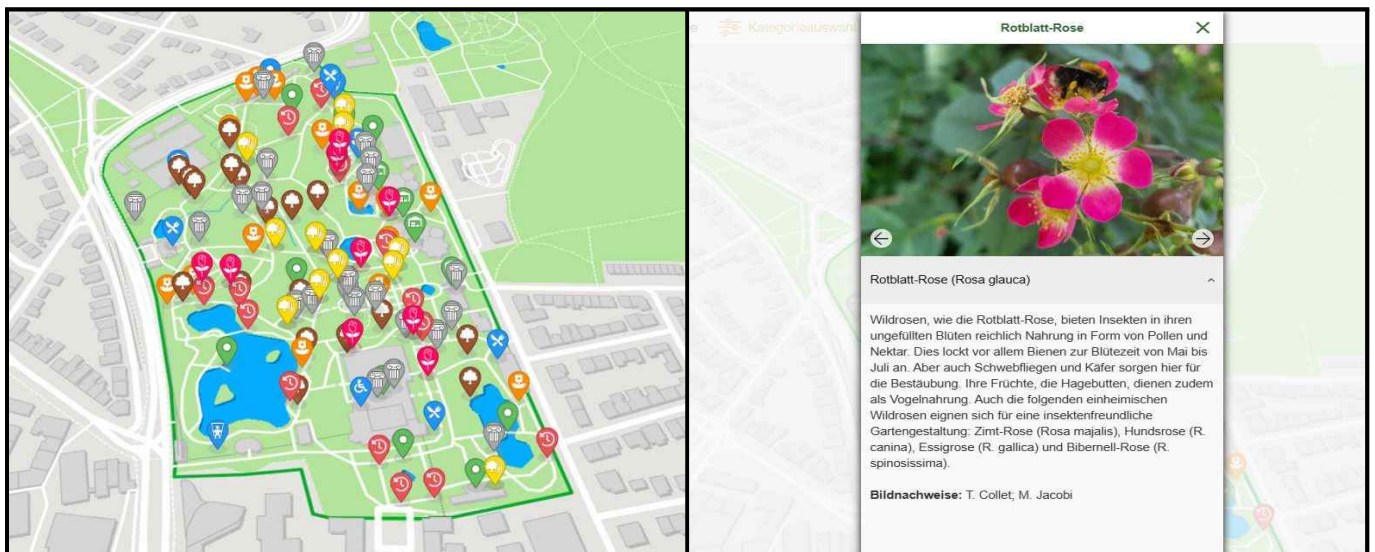 Kategorieauswahl
Rotblatt-Rose
Rotblatt-Rose (Rosa glauca)
Wildrosen, wie die Rotblatt-Rose, bieten Insekten in ihren
ungefüllten Blüten reichlich Nahrung in Form von Pollen und
Nektar. Dies lockt vor allem Bienen zur Blütezeit von Mai bis
Juli an. Aber auch Schwebfliegen und Käfer sorgen hier für
die Bestäubung. Ihre Früchte, die Hagebutten, dienen zudem
als Vogelnahrung. Auch die folgenden einheimischen
Wildrosen eignen sich für eine insektenfreundliche
Gartengestaltung: Zimt-Rose (Rosa majalis), Hundsrose (R.
canina), Essigrose (R. gallica) und Bibernell-Rose (R.
spinosissima).
Bildnachweise: T. Collet; M. Jacobi